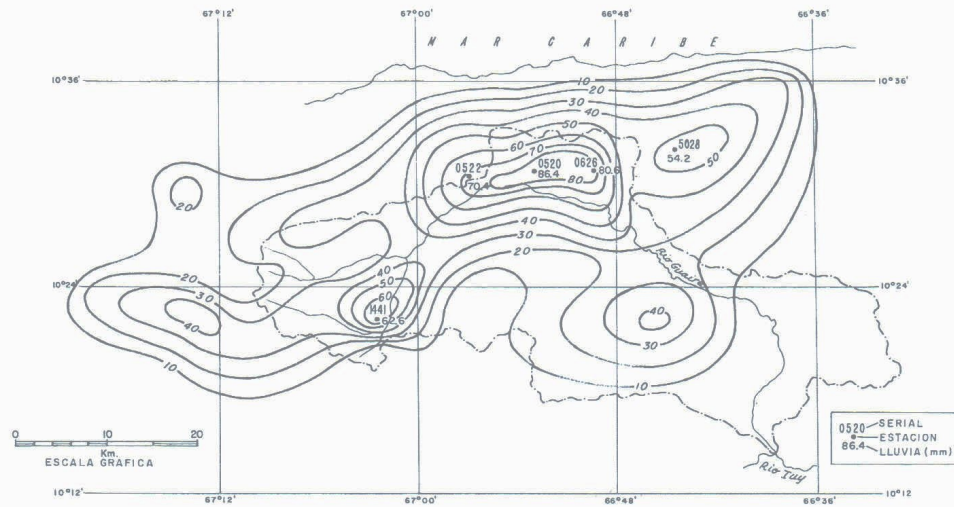 67°12' 67°00' 66°48' 66°36'
MAR CARIBE
10°36' 10°36'
10
20
30
40
50
60 70
0522 0520 0626 5028
70.4 86.4 80.6 54.2 50
80
20
40
30
20
40
50
60
1441
62.6
Rio Guaire
10°24' 10°24'
20
30
40
40
30
10
10
0 10 20
Km.
ESCALA GRAFICA
0520 SERIAL
ESTACION
86.4 LLUVIA (mm)
Rio Tuy
10°12' 10°12
67°12' 67°00' 66°48' 66°36'